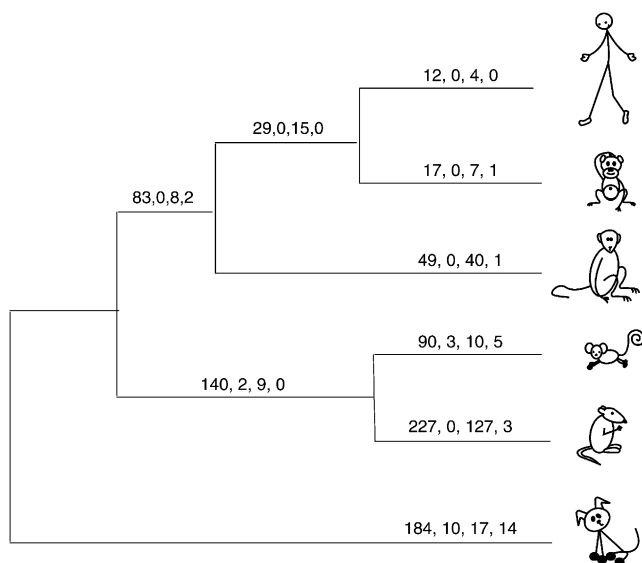 12, 0, 4, 0
29,0,15,0
17, 0, 7, 1
83,0,8,2
49, 0, 40, 1
90, 3, 10, 5
140, 2, 9, 0
227, 0, 127, 3
184, 10, 17, 14